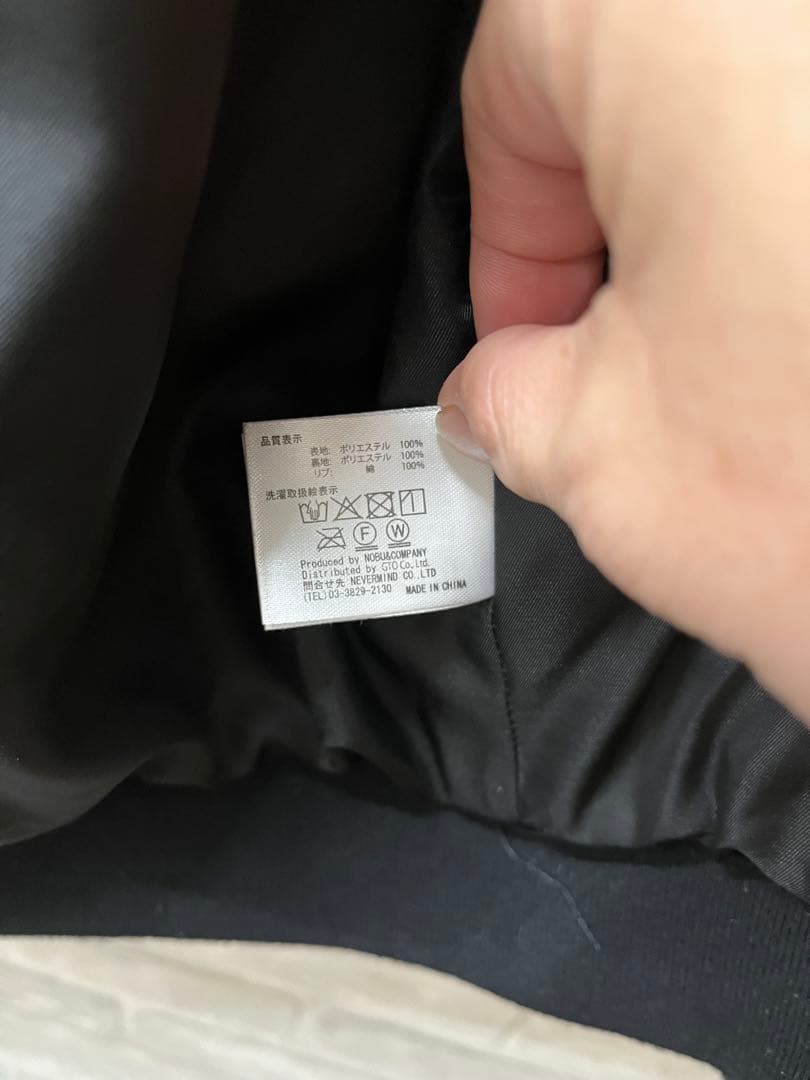 品質表示
表地: ポリエステル 100%
裏地: ポリエステル 100%
リブ: 綿 100%
洗濯取扱絵表示
F W
Produced by NOBU&COMPANY
Distributed by GTO Co.,Ltd.
問合せ先 NEVERMIND CO.,LTD
(TEL)03-3829-2130 MADE IN CHINA